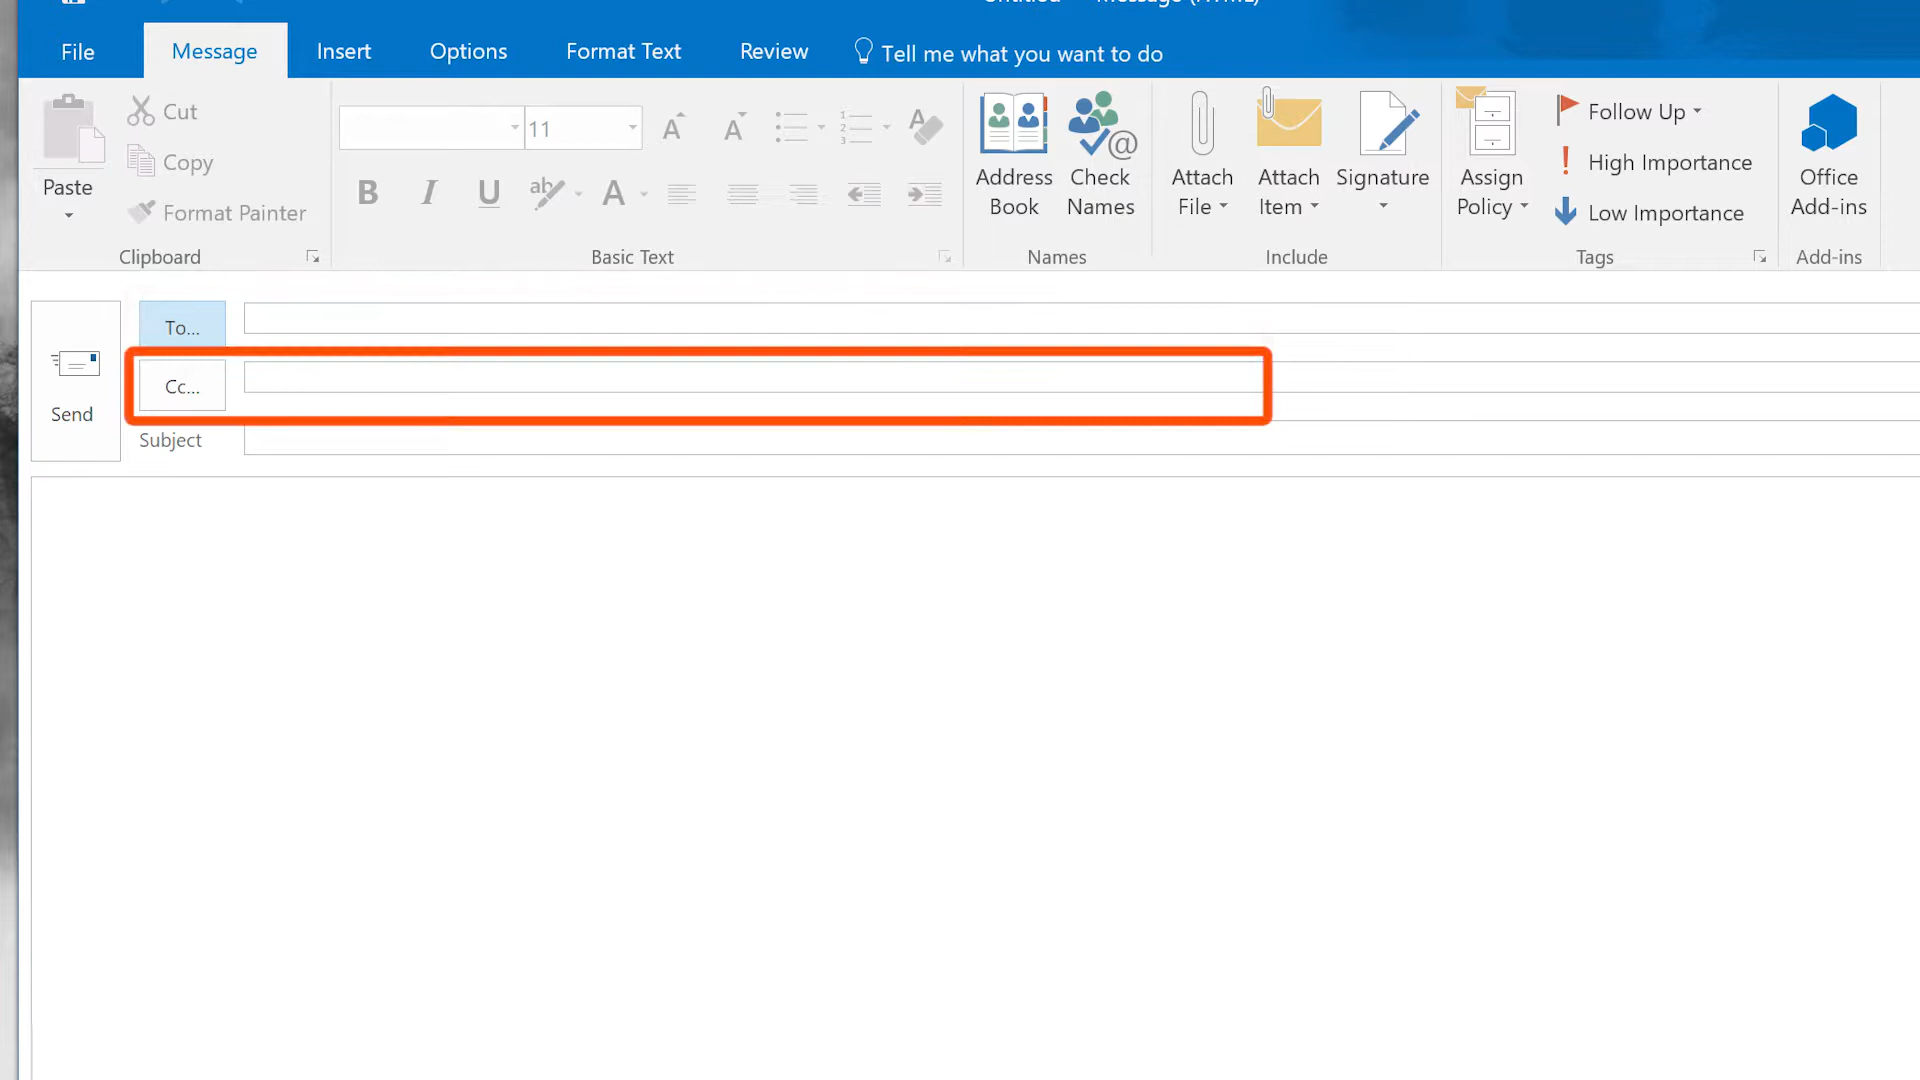 File Message Insert Options Format Text Review Tell me what you want to do
Paste
Cut
Copy
Format Painter
Clipboard
11
B I U ab A
Basic Text
Address Book
Check Names
Names
Attach File
Attach Item
Signature
Include
Assign Policy
Follow Up
High Importance
Low Importance
Tags
Office Add-ins
Add-ins
Send
To...
Cc...
Subject